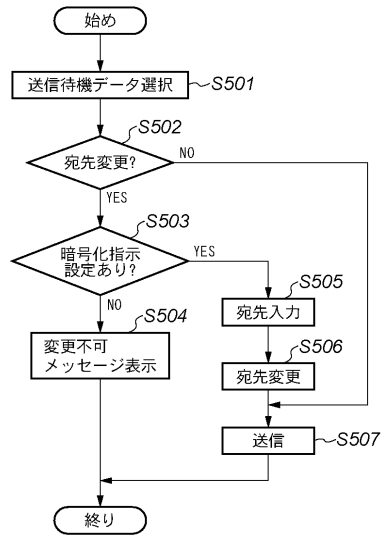 始め
送信待機データ選択
S501
S502
宛先変更?
NO
YES
S503
暗号化指示
設定あり?
YES
NO
S504
変更不可
メッセージ表示
S505
宛先入力
S506
宛先変更
送信
S507
終り